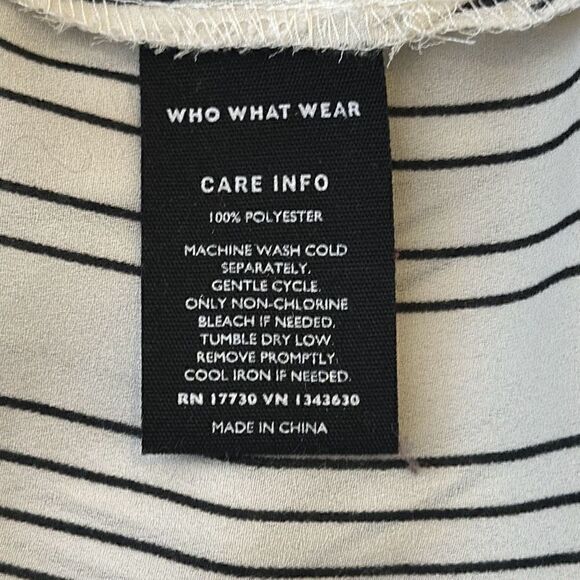 WHO WHAT WEAR
CARE INFO
100% POLYESTER
MACHINE WASH COLD
SEPARATELY.
GENTLE CYCLE.
ONLY NON-CHLORINE
BLEACH IF NEEDED.
TUMBLE DRY LOW.
REMOVE PROMPTLY.
COOL IRON IF NEEDED.
RN 17730 VN 1343630
MADE IN CHINA